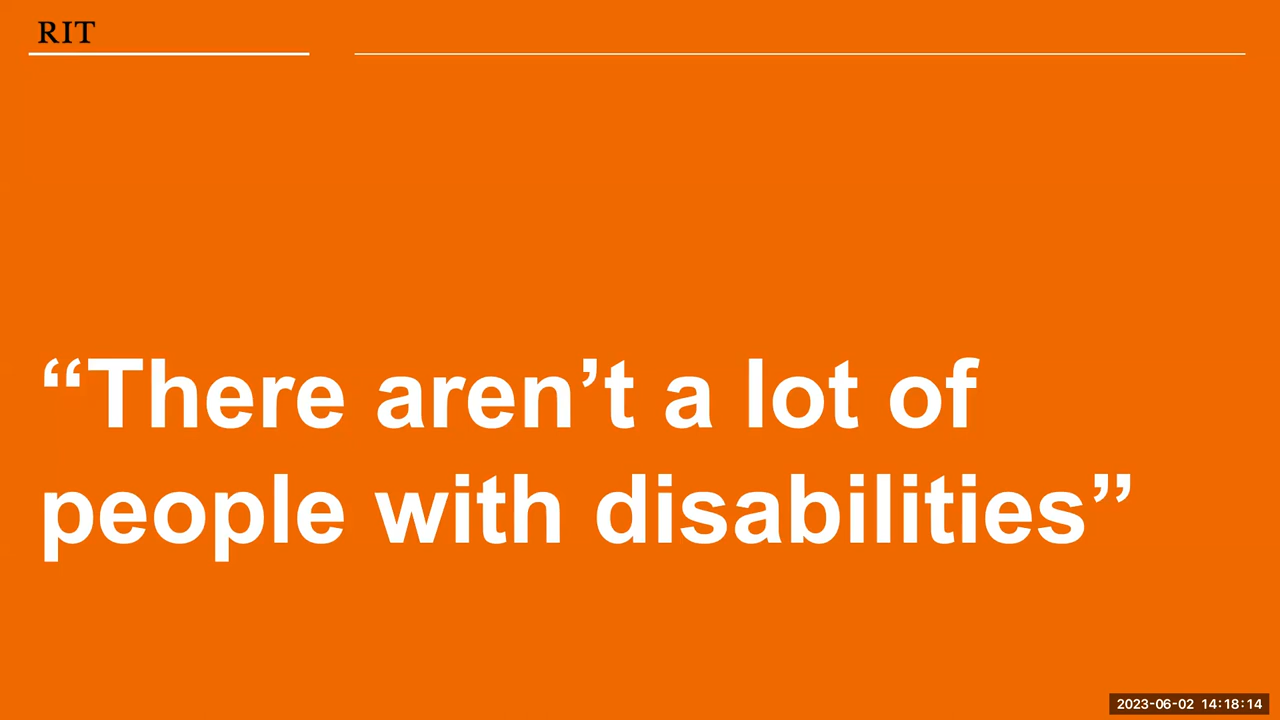 RIT
“There aren’t a lot of
people with disabilities”
2023-06-02 14:18:14